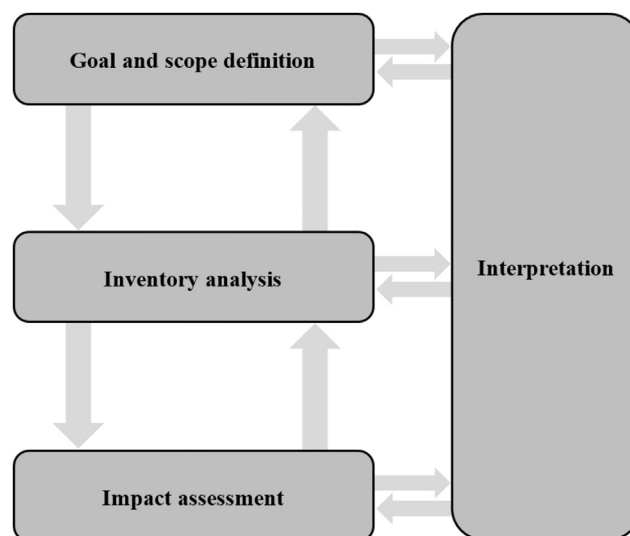 Goal and scope definition
Inventory analysis
Interpretation
Impact assessment